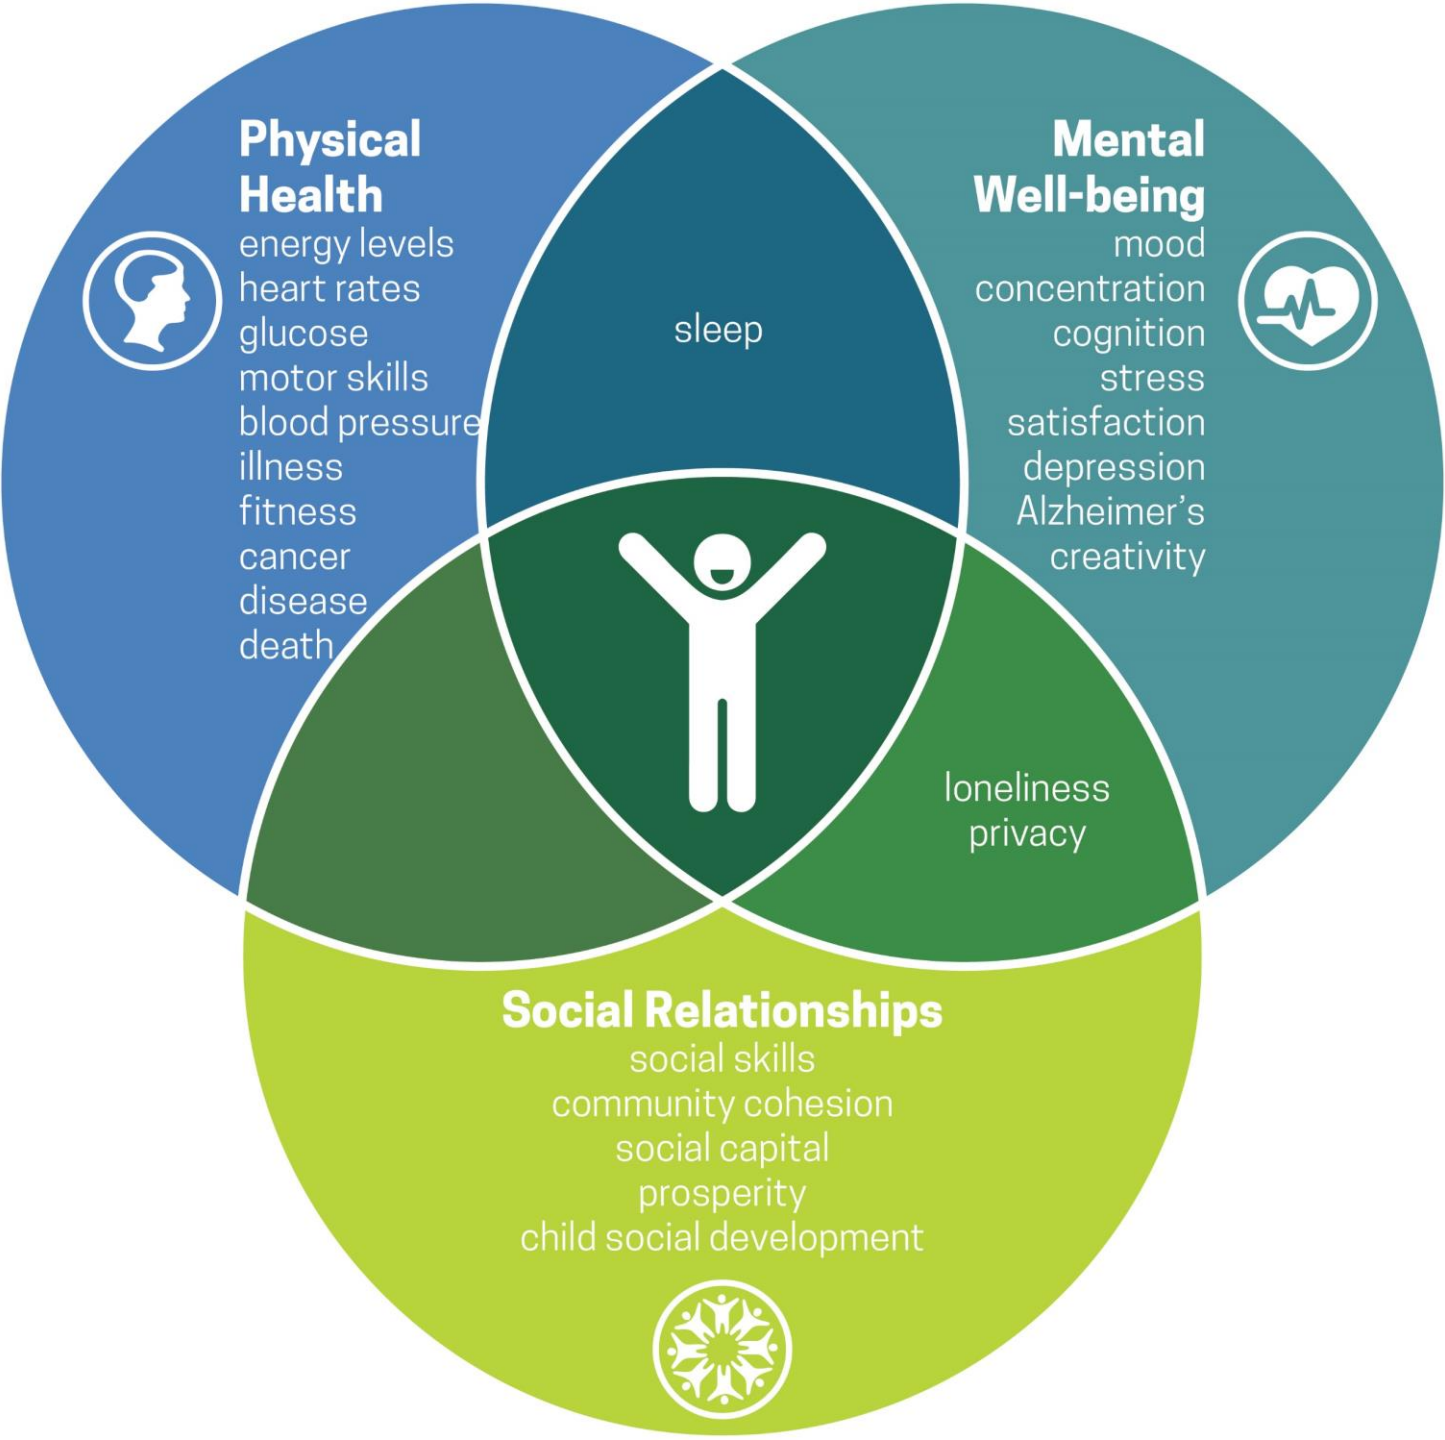 Physical
Health
energy levels
heart rates
glucose
motor skills
blood pressure
illness
fitness
cancer
disease
death
sleep
Mental
Well-being
mood
concentration
cognition
stress
satisfaction
depression
Alzheimer’s
creativity
loneliness
privacy
Social Relationships
social skills
community cohesion
social capital
prosperity
child social development